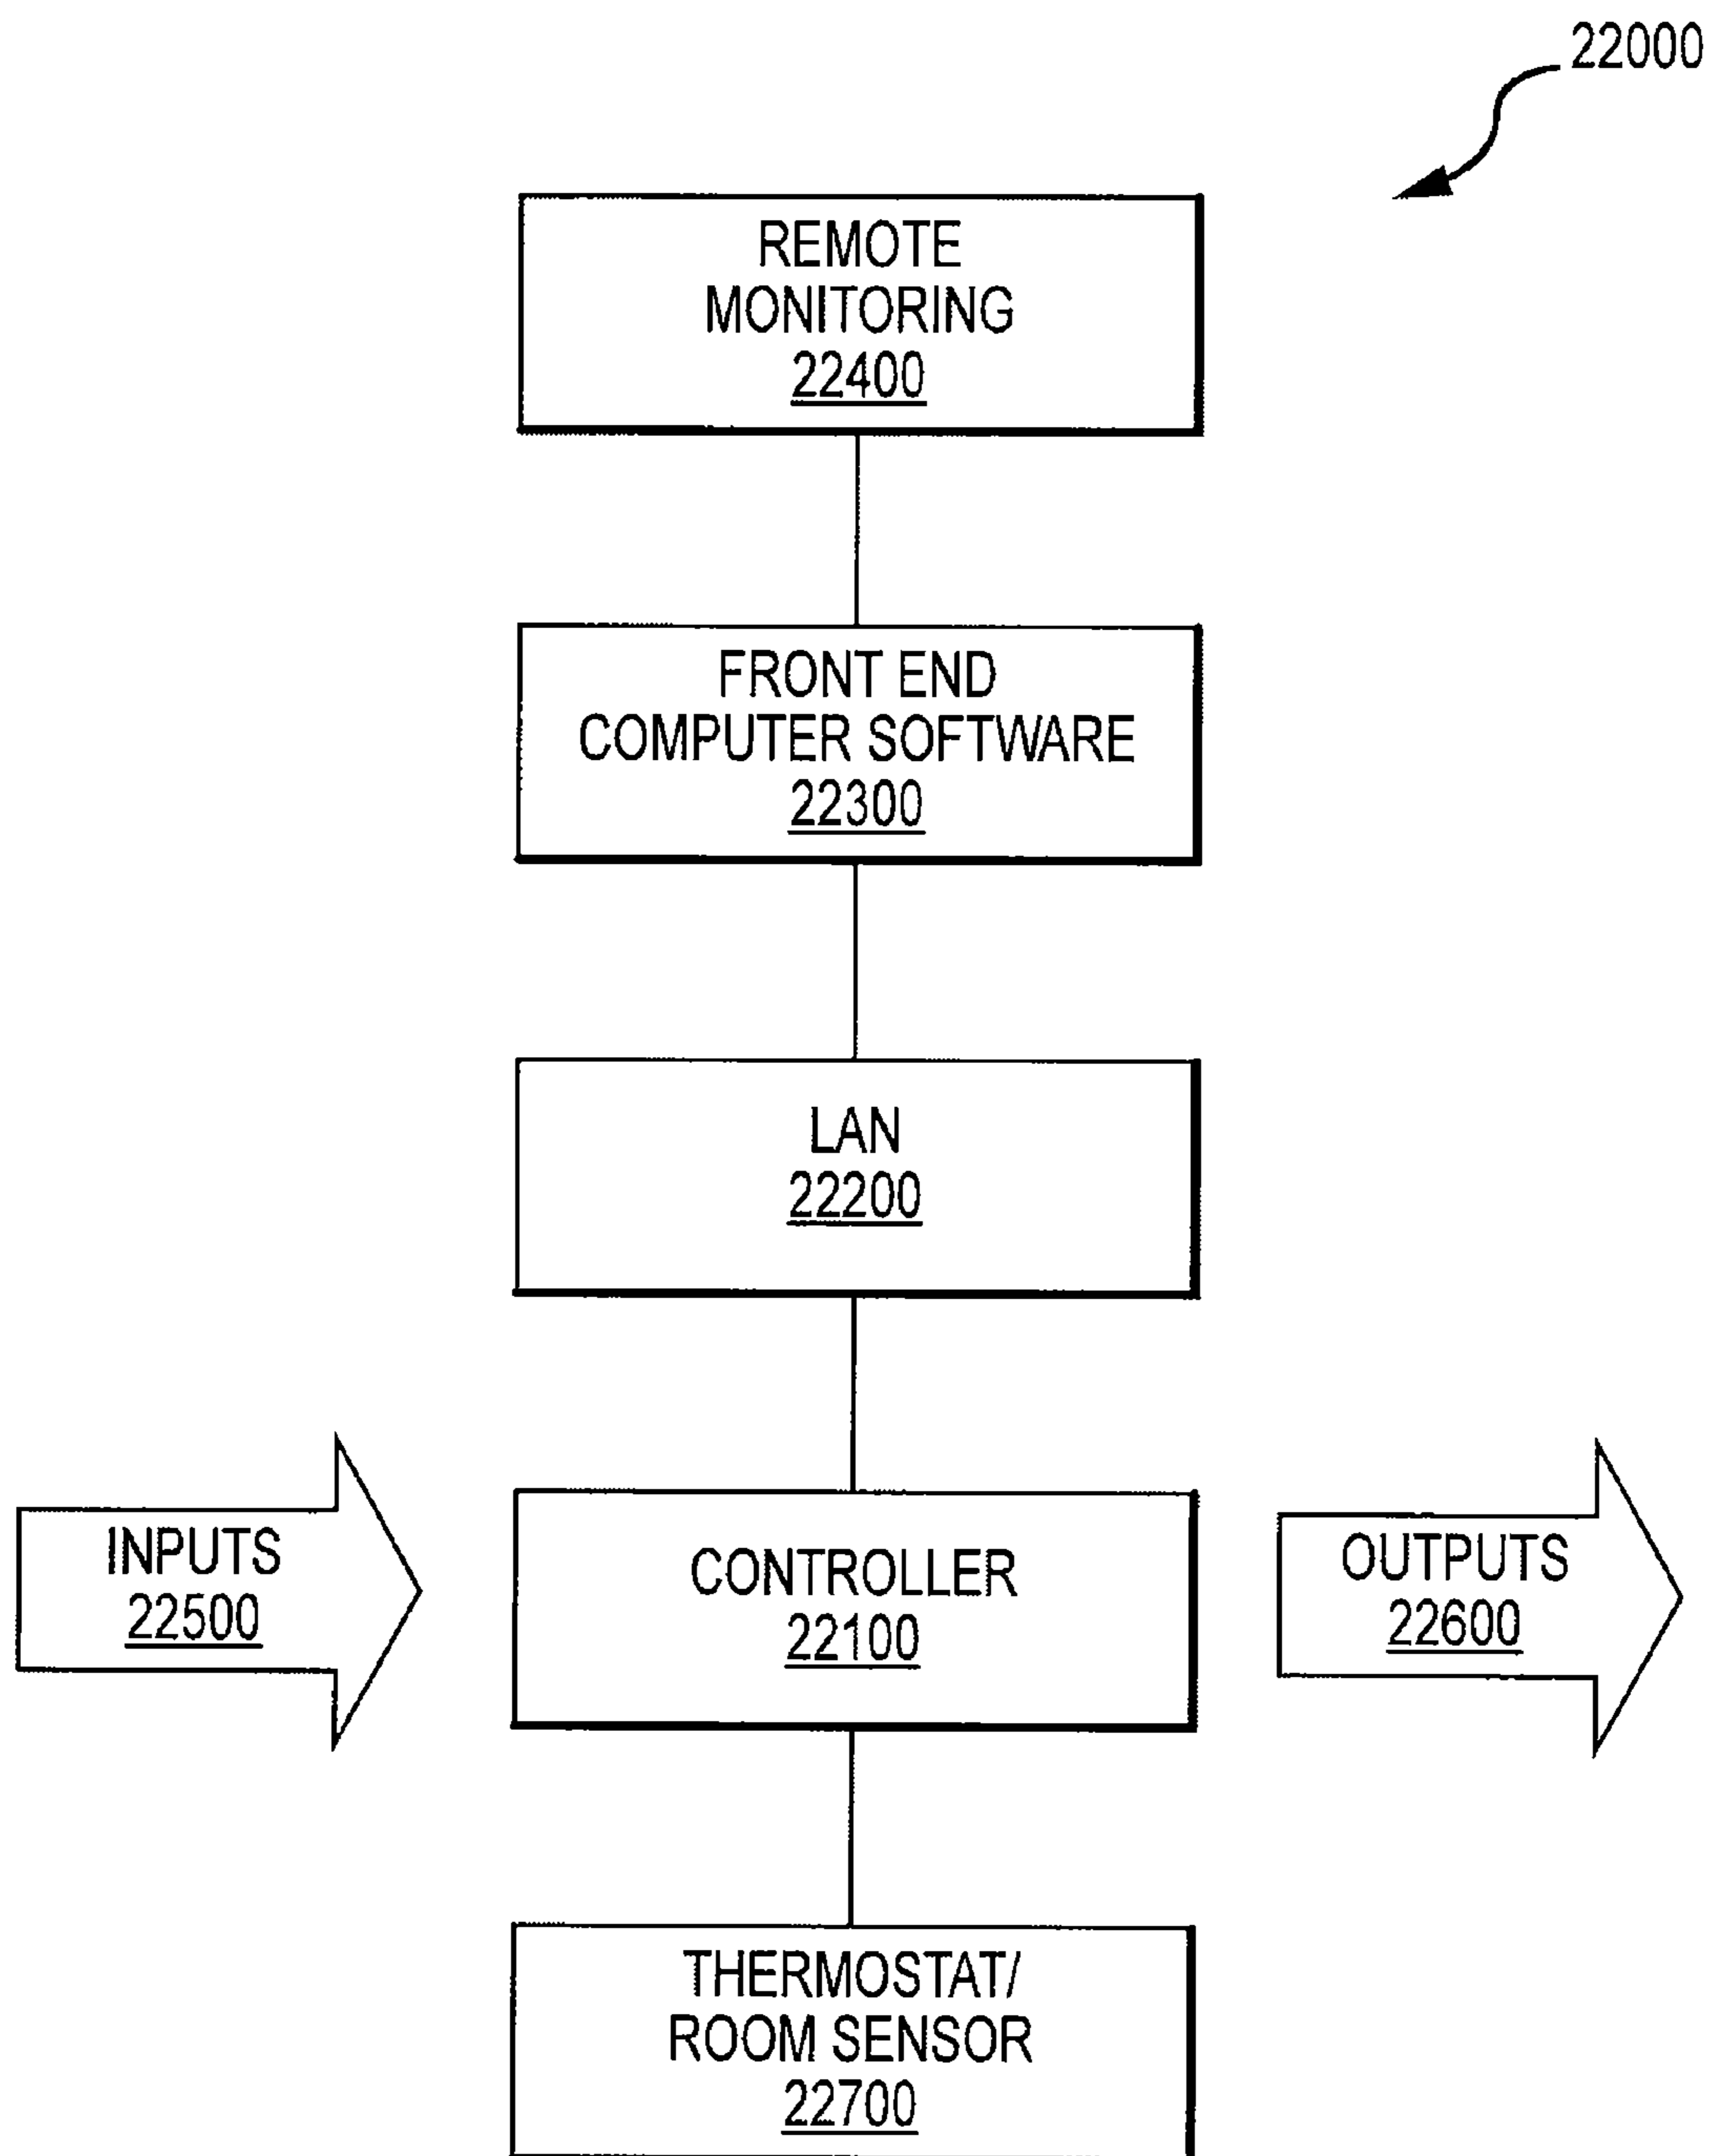 22000
REMOTE
MONITORING
22400
FRONT END
COMPUTER SOFTWARE
22300
LAN
22200
INPUTS
22500
CONTROLLER
22100
OUTPUTS
22600
THERMOSTAT/
ROOM SENSOR
22700